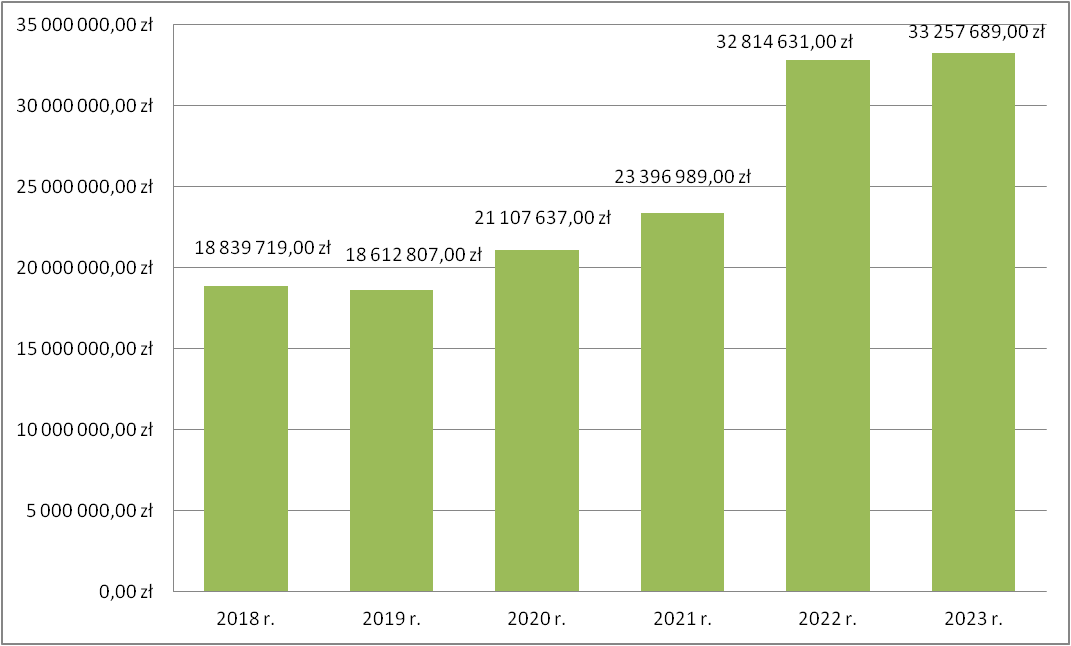 35 000 000,00 zł
30 000 000,00 zł
25 000 000,00 zł
20 000 000,00 zł
15 000 000,00 zł
10 000 000,00 zł
5 000 000,00 zł
0,00 zł
18 839 719,00 zł
18 612 807,00 zł
21 107 637,00 zł
23 396 989,00 zł
32 814 631,00 zł
33 257 689,00 zł
2018 r.
2019 r.
2020 r.
2021 r.
2022 r.
2023 r.